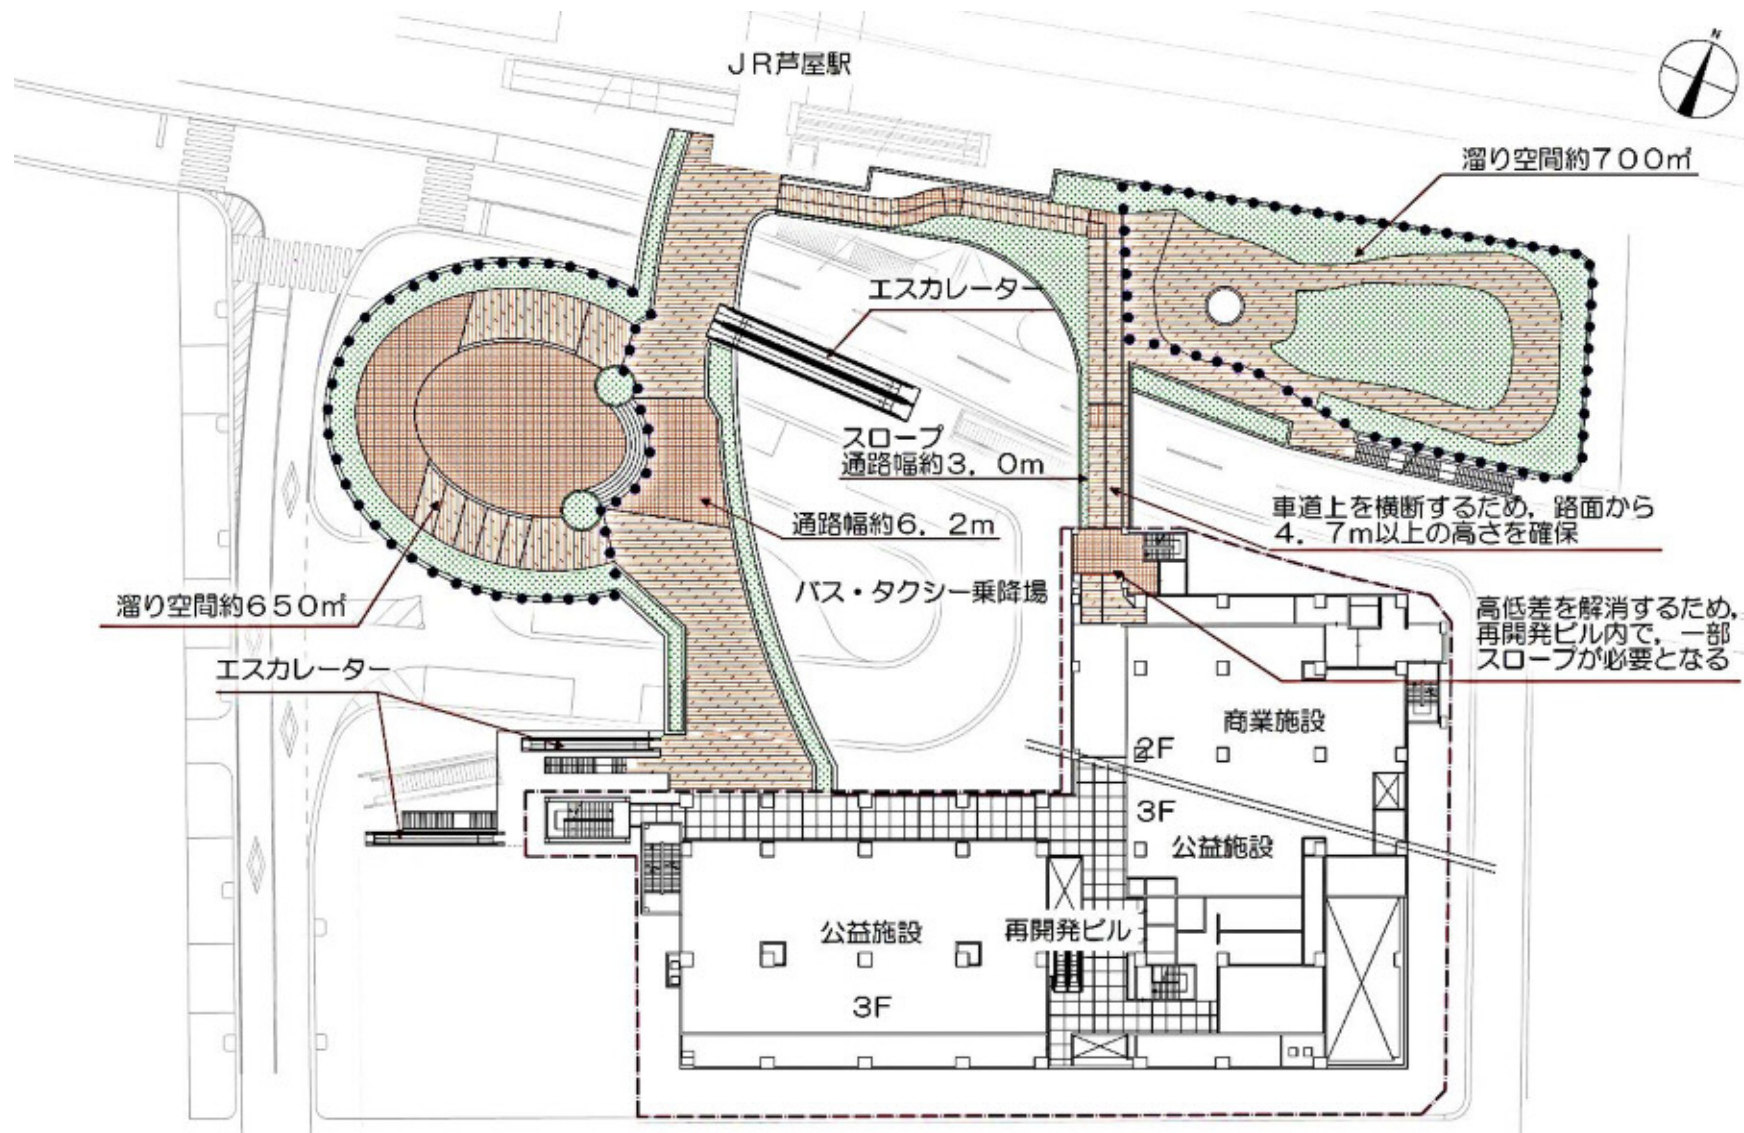 N
JR芦屋駅
溜り空間約700㎡
エスカレーター
スロープ
通路幅約3.0m
車道上を横断するため,路面から
4.7m以上の高さを確保
通路幅約6.2m
バス・タクシー乗降場
溜り空間約650㎡
高低差を解消するため,
再開発ビル内で,一部
スロープが必要となる
エスカレーター
商業施設
2F
3F
公益施設
公益施設
再開発ビル
3F